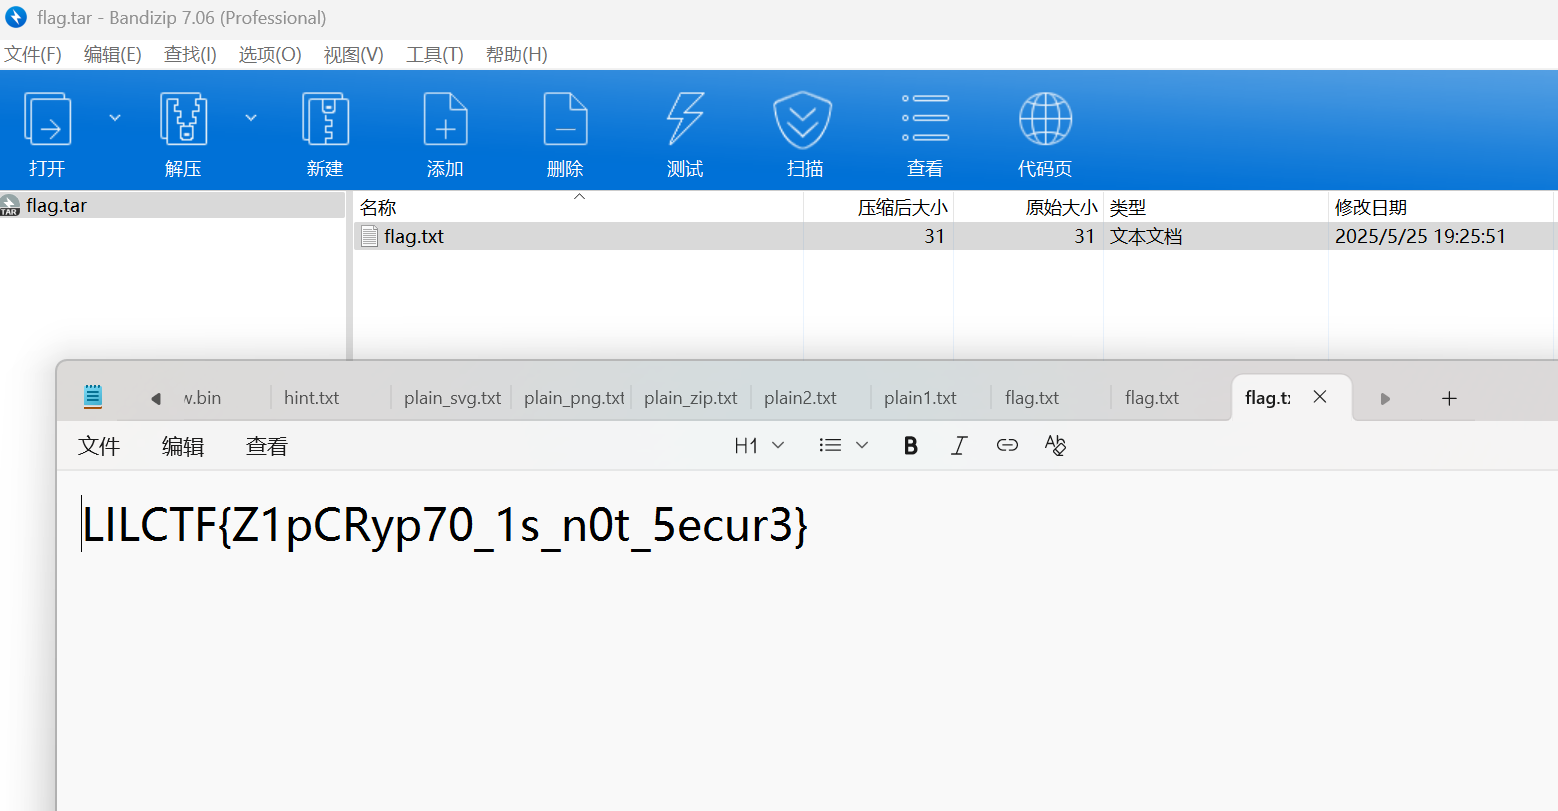 flag.tar - Bandizip 7.06 (Professional)
文件(F) 编辑(E) 查找(I) 选项(O) 视图(V) 工具(T) 帮助(H)
打开 解压 新建 添加 删除 测试 扫描 查看 代码页
TAR flag.tar
名称 压缩后大小 原始大小 类型 修改日期
flag.txt 31 31 文本文档 2025/5/25 19:25:51
w.bin hint.txt plain_svg.txt plain_png.txt plain_zip.txt plain2.txt plain1.txt flag.txt flag.txt flag.t
文件 编辑 查看 H1 B I A
LILCTF{Z1pCRyp70_1s_n0t_5ecur3}